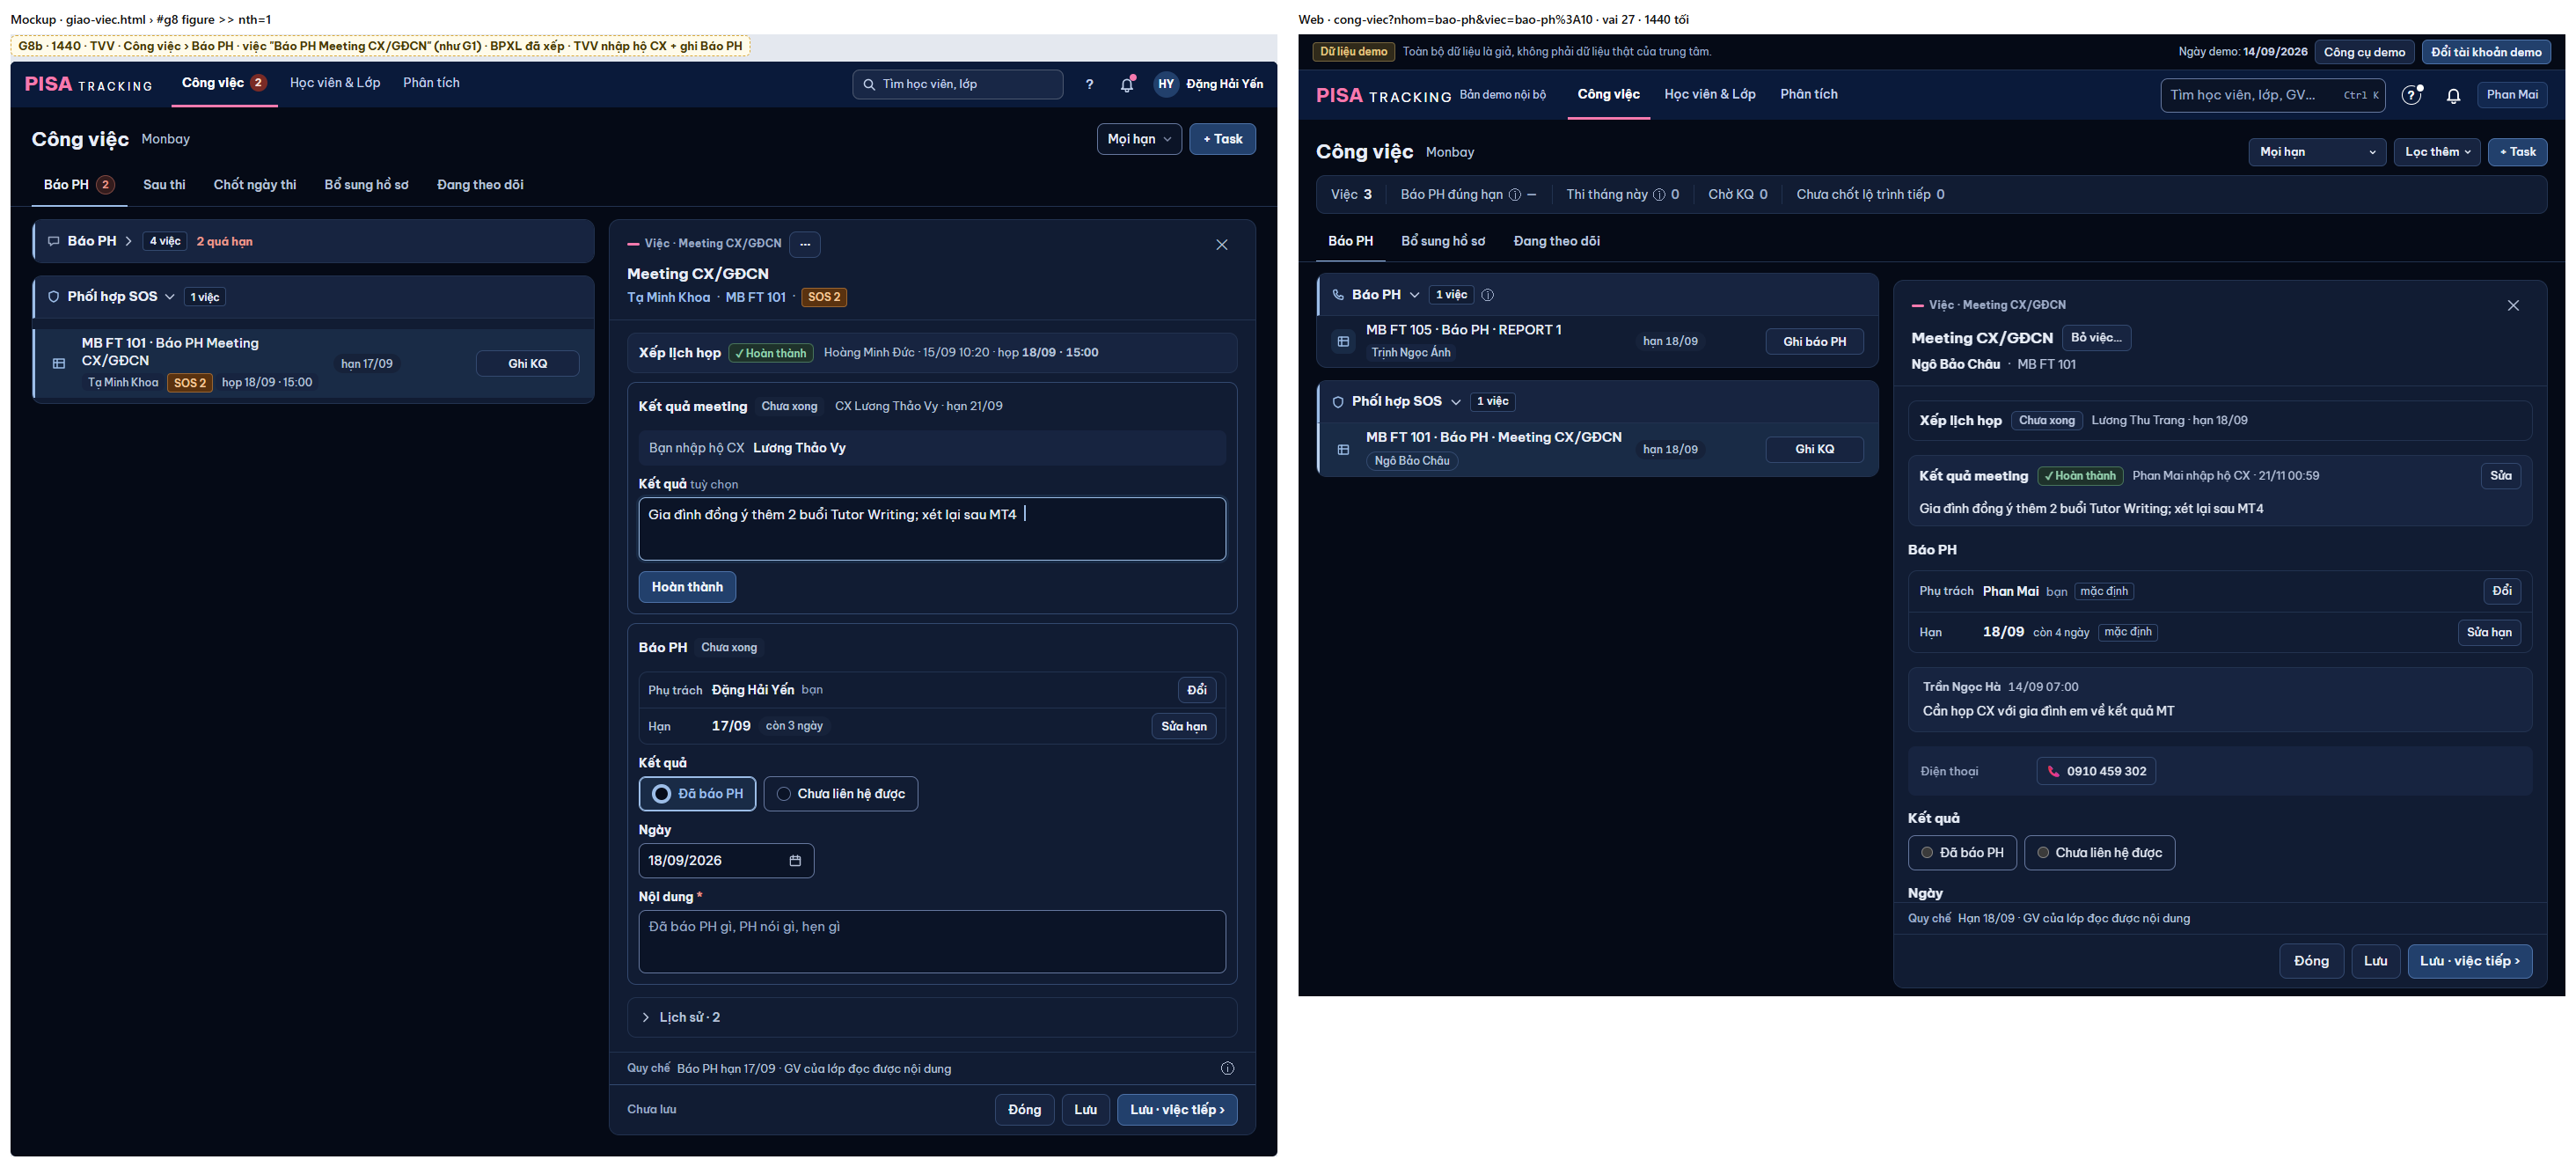 Mockup · giao-viec.html › #g8 figure >> nth=1
G8b · 1440 · TVV · Công việc › Báo PH · việc "Báo PH Meeting CX/GĐCN" (như G1) · BPXL đã xếp · TVV nhập hộ CX + ghi Báo PH
PISA TRACKING
Công việc 2
Học viên & Lớp
Phân tích
Tìm học viên, lớp
?
HY Đặng Hải Yến
Công việc Monbay
Mọi hạn
+ Task
Báo PH 2
Sau thi
Chốt ngày thi
Bổ sung hồ sơ
Đang theo dõi
Báo PH 4 việc 2 quá hạn
Phối hợp SOS 1 việc
MB FT 101 · Báo PH Meeting
CX/GĐCN
Tạ Minh Khoa SOS 2 họp 18/09 · 15:00
hạn 17/09
Ghi KQ
Việc · Meeting CX/GĐCN ···
Meeting CX/GĐCN
Tạ Minh Khoa · MB FT 101 · SOS 2
Xếp lịch họp ✓ Hoàn thành Hoàng Minh Đức · 15/09 10:20 · họp 18/09 · 15:00
Kết quả meeting Chưa xong CX Lương Thảo Vy · hạn 21/09
Bạn nhập hộ CX Lương Thảo Vy
Kết quả tuỳ chọn
Gia đình đồng ý thêm 2 buổi Tutor Writing; xét lại sau MT4
Hoàn thành
Báo PH Chưa xong
Phụ trách Đặng Hải Yến bạn Đổi
Hạn 17/09 còn 3 ngày Sửa hạn
Kết quả
Đã báo PH
Chưa liên hệ được
Ngày
18/09/2026
Nội dung *
Đã báo PH gì, PH nói gì, hẹn gì
Lịch sử · 2
Quy chế Báo PH hạn 17/09 · GV của lớp đọc được nội dung
Chưa lưu
Đóng
Lưu
Lưu · việc tiếp ›
Web · cong-viec?nhom=bao-ph&viec=bao-ph%3A10 · vai 27 · 1440 tối
Dữ liệu demo Toàn bộ dữ liệu là giả, không phải dữ liệu thật của trung tâm.
Ngày demo: 14/09/2026
Công cụ demo
Đổi tài khoản demo
PISA TRACKING Bản demo nội bộ
Công việc
Học viên & Lớp
Phân tích
Tìm học viên, lớp, GV... Ctrl K
?
Phan Mai
Công việc Monbay
Mọi hạn
Lọc thêm
+ Task
Việc 3
Báo PH đúng hạn —
Thi tháng này 0
Chờ KQ 0
Chưa chốt lộ trình tiếp 0
Báo PH
Bổ sung hồ sơ
Đang theo dõi
Báo PH 1 việc
MB FT 105 · Báo PH · REPORT 1
Trịnh Ngọc Ánh
hạn 18/09
Ghi báo PH
Phối hợp SOS 1 việc
MB FT 101 · Báo PH · Meeting CX/GĐCN
Ngô Bảo Châu
hạn 18/09
Ghi KQ
Việc · Meeting CX/GĐCN
Meeting CX/GĐCN Bỏ việc...
Ngô Bảo Châu · MB FT 101
Xếp lịch họp Chưa xong Lương Thu Trang · hạn 18/09
Kết quả meeting ✓ Hoàn thành Phan Mai nhập hộ CX · 21/11 00:59 Sửa
Gia đình đồng ý thêm 2 buổi Tutor Writing; xét lại sau MT4
Báo PH
Phụ trách Phan Mai bạn mặc định Đổi
Hạn 18/09 còn 4 ngày mặc định Sửa hạn
Trần Ngọc Hà 14/09 07:00
Cần họp CX với gia đình em về kết quả MT
Điện thoại 0910 459 302
Kết quả
Đã báo PH
Chưa liên hệ được
Ngày
Quy chế Hạn 18/09 · GV của lớp đọc được nội dung
Đóng
Lưu
Lưu · việc tiếp ›